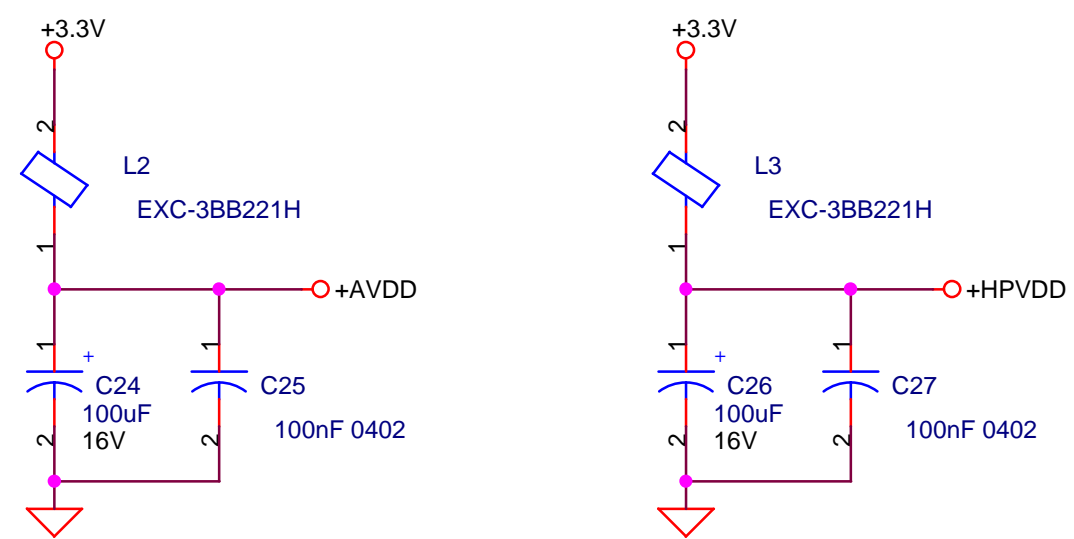 +3.3V
2
L2
EXC-3BB221H
1
+AVDD
1
+
C24
100uF
16V
2
1
C25
100nF 0402
2
+3.3V
2
L3
EXC-3BB221H
1
+HPVDD
1
+
C26
100uF
16V
2
1
C27
100nF 0402
2